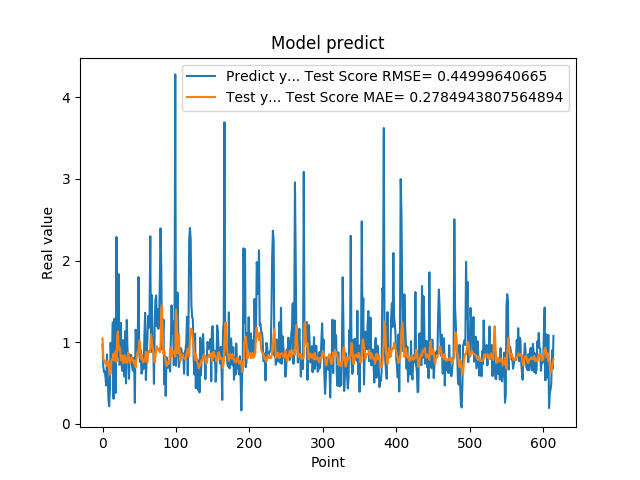 Model predict
Predict y... Test Score RMSE= 0.44999640665
Test y... Test Score MAE= 0.2784943807564894
Real value
4
3
2
1
0
0 100 200 300 400 500 600
Point